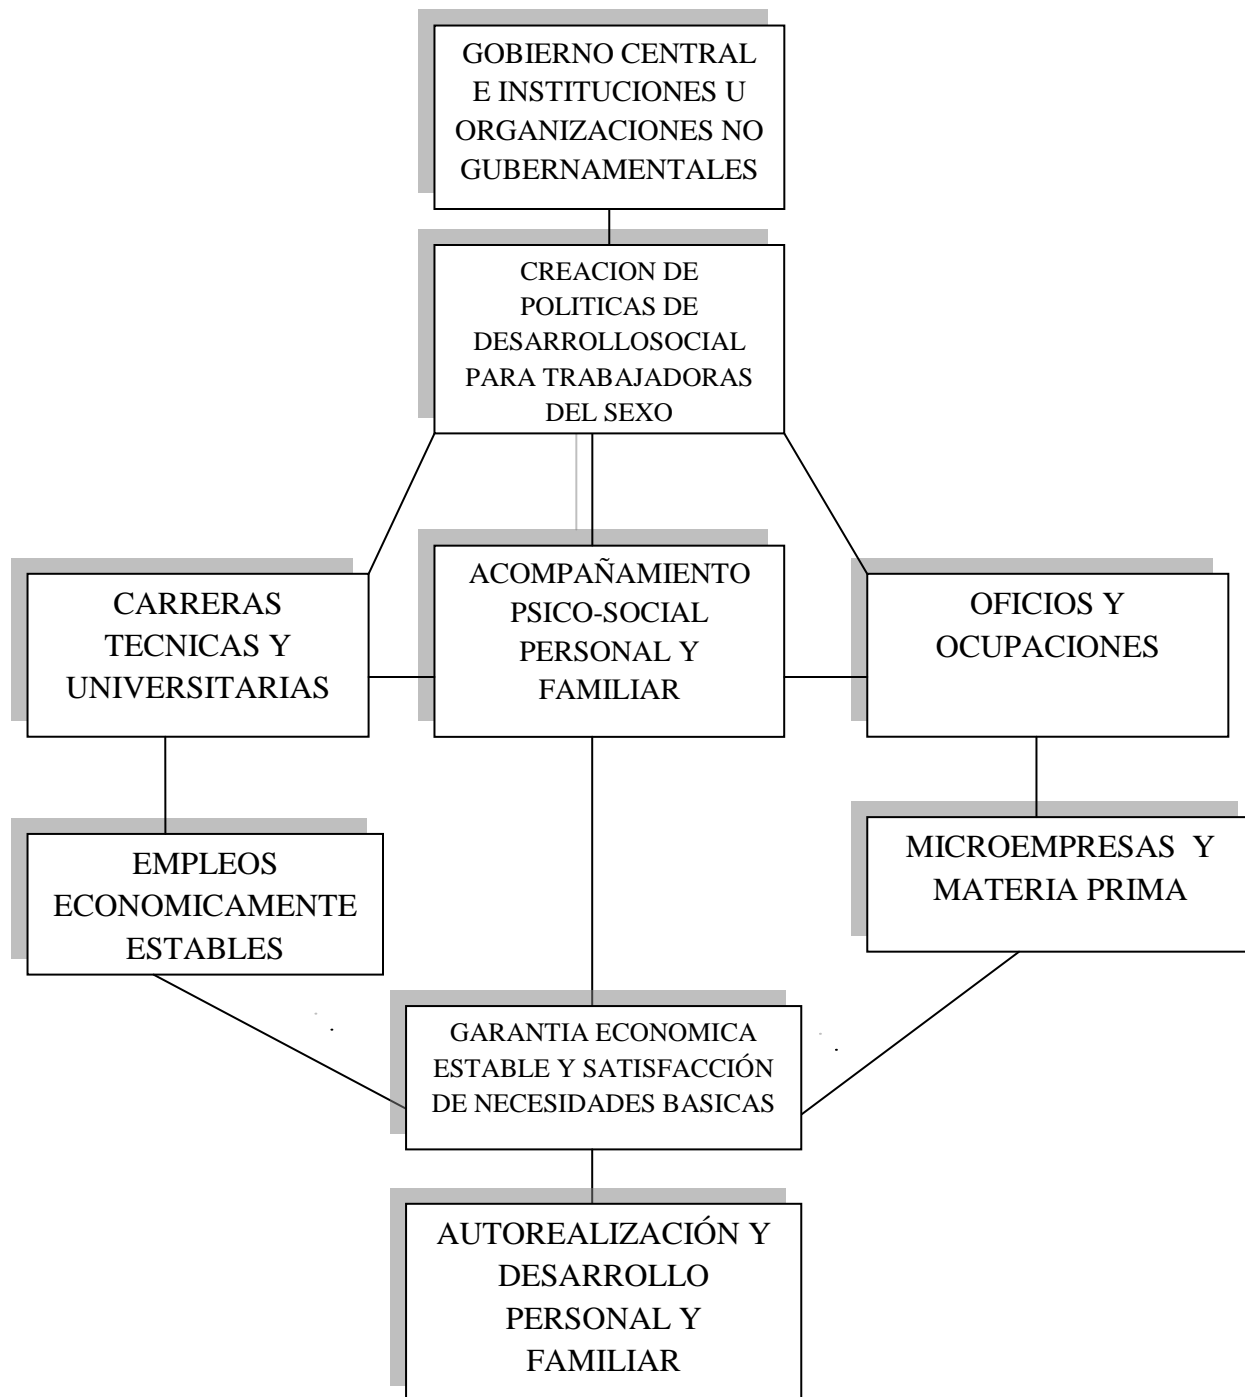 GOBIERNO CENTRAL
E INSTITUCIONES U
ORGANIZACIONES NO
GUBERNAMENTALES
CREACION DE
POLITICAS DE
DESARROLLOSOCIAL
PARA TRABAJADORAS
DEL SEXO
CARRERAS
TECNICAS Y
UNIVERSITARIAS
ACOMPAÑAMIENTO
PSICO-SOCIAL
PERSONAL Y
FAMILIAR
OFICIOS Y
OCUPACIONES
EMPLEOS
ECONOMICAMENTE
ESTABLES
MICROEMPRESAS Y
MATERIA PRIMA
GARANTIA ECONOMICA
ESTABLE Y SATISFACCIÓN
DE NECESIDADES BASICAS
AUTOREALIZACIÓN Y
DESARROLLO
PERSONAL Y
FAMILIAR